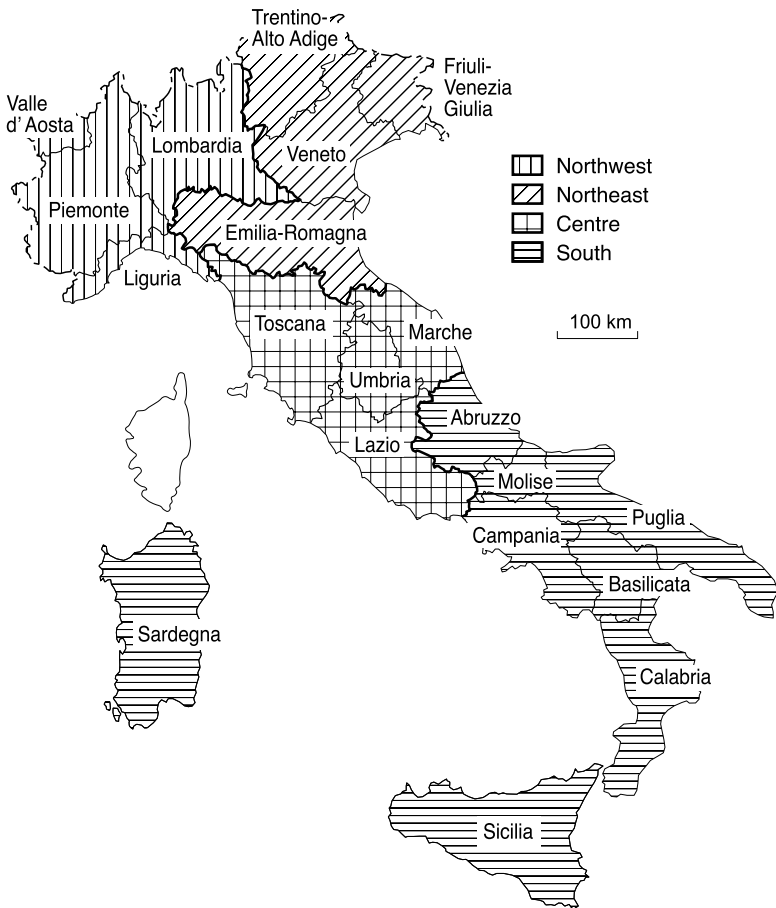 Trentino-
Alto Adige
Friuli-
Venezia
Giulia
Valle
d'Aosta
Lombardia
Veneto
Northwest
Northeast
Centre
South
Piemonte
Emilia-Romagna
Liguria
100 km
Toscana
Marche
Umbria
Abruzzo
Lazio
Molise
Puglia
Campania
Basilicata
Sardegna
Calabria
Sicilia